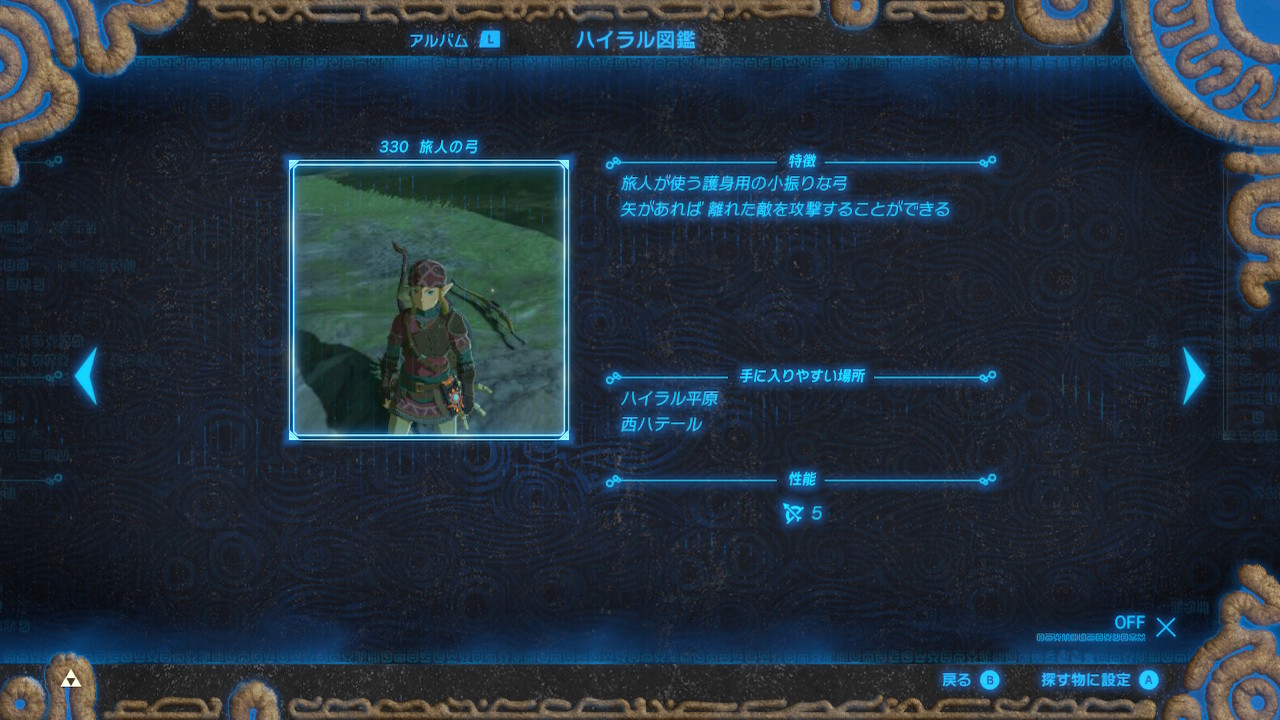 アルバム L
ハイラル図鑑
330 旅人の弓
特徴
旅人が使う護身用の小振りな弓
矢があれば 離れた敵を攻撃することができる
手に入りやすい場所
ハイラル平原
西ハテール
性能
5
OFF
戻る B
探す物に設定 A